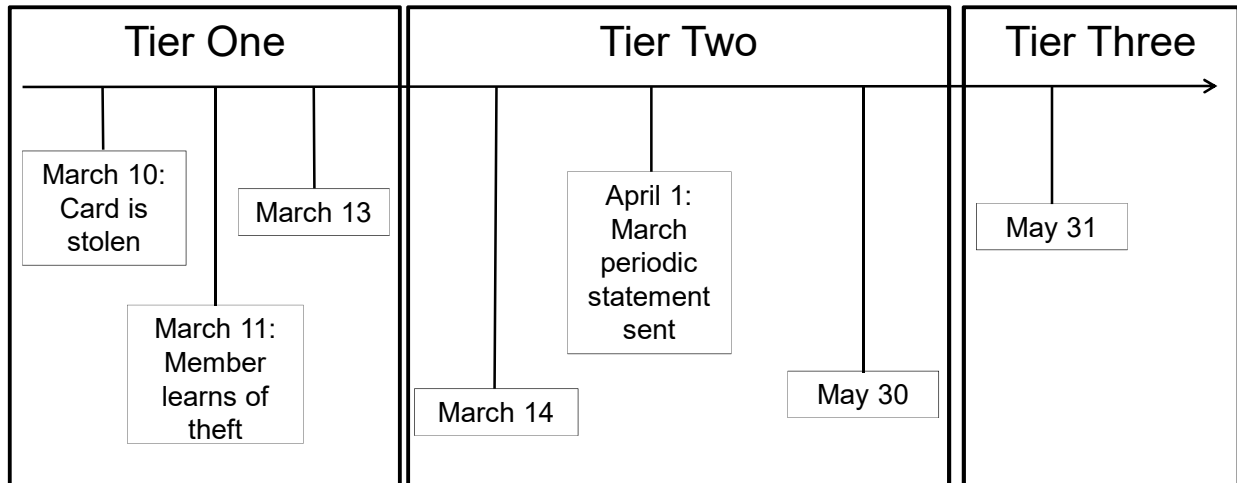 Tier One
Tier Two
Tier Three
March 10:
Card is
stolen
March 11:
Member
learns of
theft
March 13
March 14
April 1:
March
periodic
statement
sent
May 30
May 31